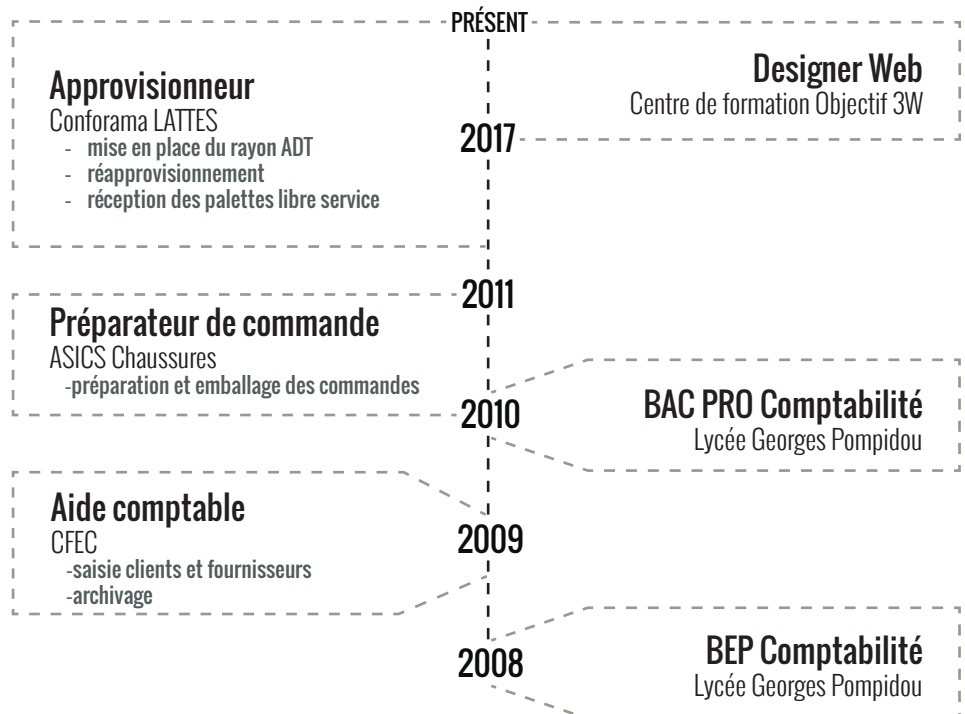 PRÉSENT
Approvisionneur
Conforama LATTES
- mise en place du rayon ADT
- réapprovisionnement
- réception des palettes libre service
Designer Web
Centre de formation Objectif 3W
2017
2011
Préparateur de commande
ASICS Chaussures
-préparation et emballage des commandes
2010
BAC PRO Comptabilité
Lycée Georges Pompidou
Aide comptable
CFEC
-saisie clients et fournisseurs
-archivage
2009
2008
BEP Comptabilité
Lycée Georges Pompidou